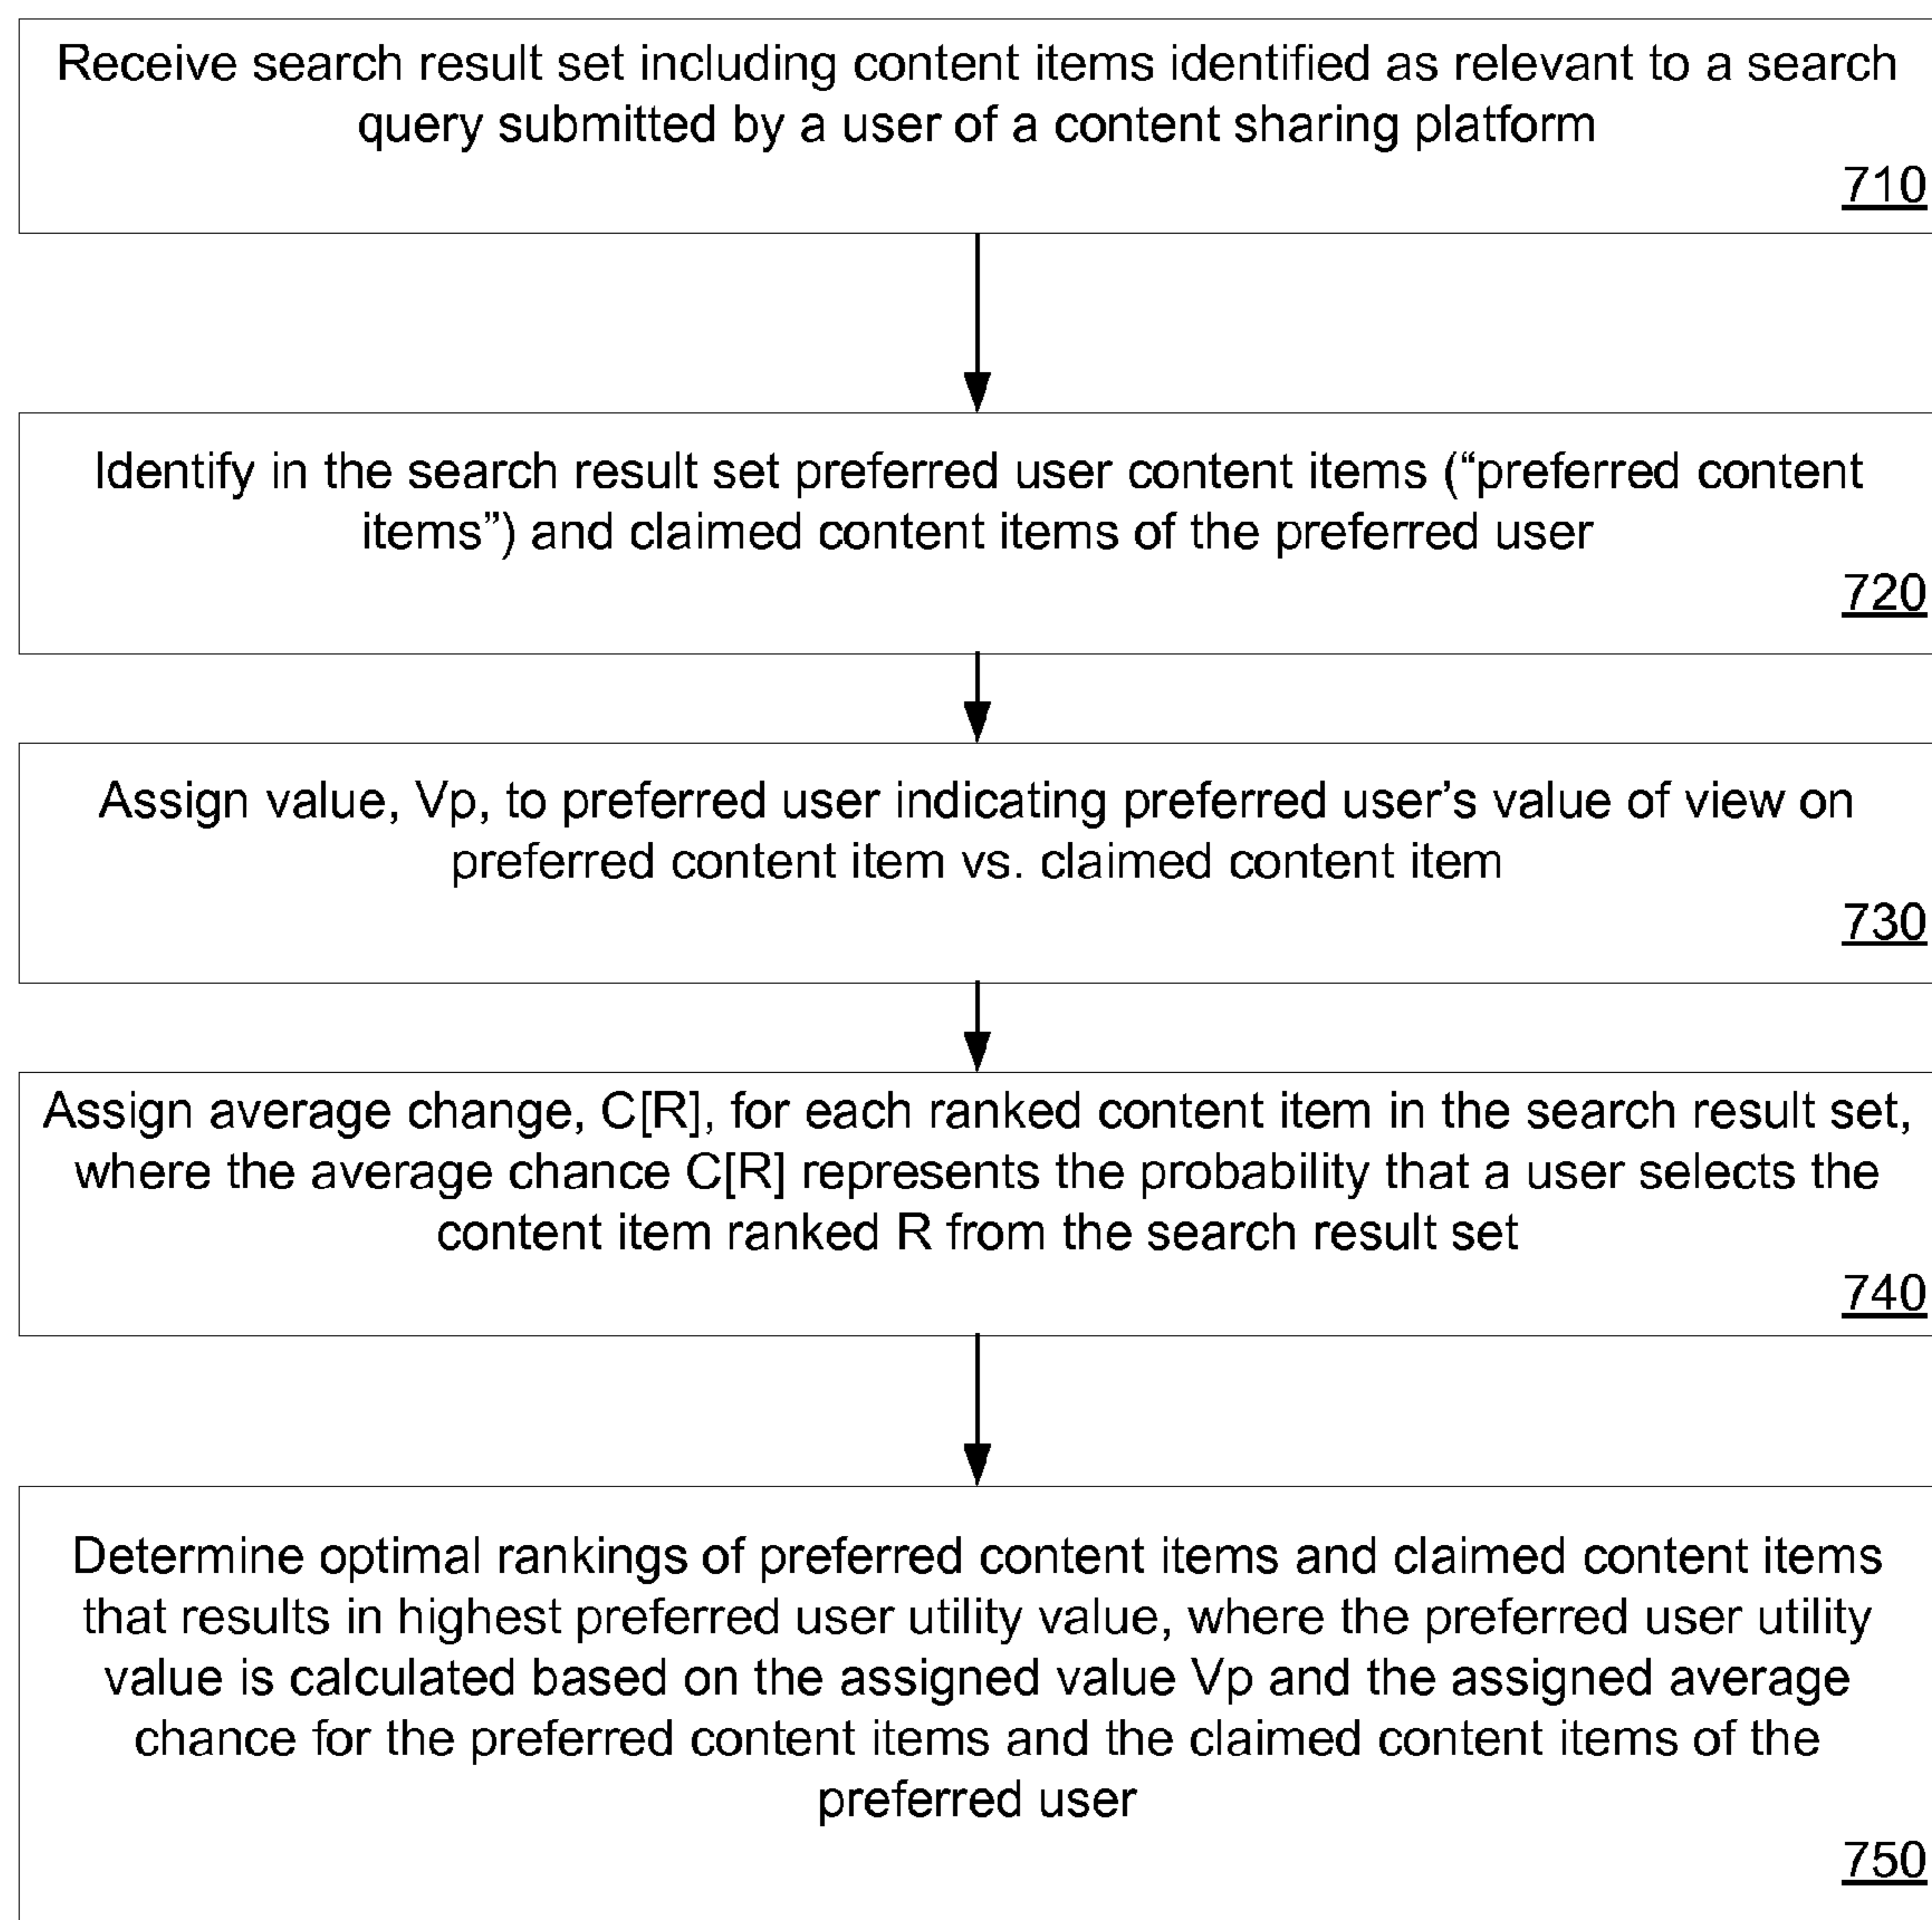 Receive search result set including content items identified as relevant to a search
query submitted by a user of a content sharing platform
710
Identify in the search result set preferred user content items (“preferred content
items”) and claimed content items of the preferred user
720
Assign value, Vp, to preferred user indicating preferred user’s value of view on
preferred content item vs. claimed content item
730
Assign average change, C[R], for each ranked content item in the search result set,
where the average chance C[R] represents the probability that a user selects the
content item ranked R from the search result set
740
Determine optimal rankings of preferred content items and claimed content items
that results in highest preferred user utility value, where the preferred user utility
value is calculated based on the assigned value Vp and the assigned average
chance for the preferred content items and the claimed content items of the
preferred user
750